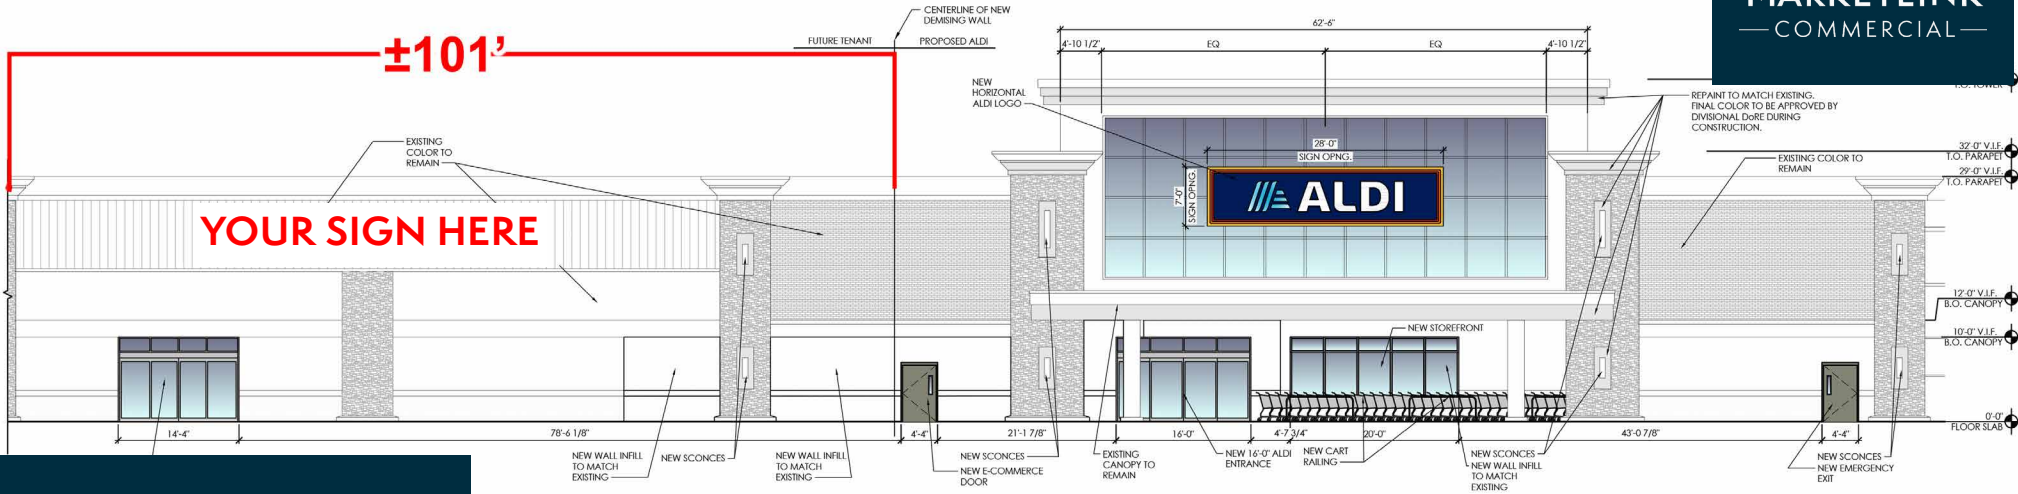 CENTERLINE OF NEW
DEMISING WALL
FUTURE TENANT
PROPOSED ALDI
±101'
62'-6"
4'-10 1/2"
EQ
EQ
4'-10 1/2"
COMMERCIAL
NEW
HORIZONTAL
ALDI LOGO
T.O. TOWER
REPAINT TO MATCH EXISTING.
FINAL COLOR TO BE APPROVED BY
DIVISIONAL DoRE DURING
CONSTRUCTION.
EXISTING
COLOR TO
REMAIN
28'-0"
SIGN OPNG.
7'-0"
SIGN OPNG.
ALDI
EXISTING COLOR TO
REMAIN
32'-0" V.I.F.
T.O. PARAPET
29'-0" V.I.F.
T.O. PARAPET
YOUR SIGN HERE
12'-0" V.I.F.
B.O. CANOPY
10'-0" V.I.F.
B.O. CANOPY
NEW STOREFRONT
0'-0"
FLOOR SLAB
14'-4"
78'-6 1/8"
4'-4"
21'-1 7/8"
16'-0"
4'-7 3/4"
20'-0"
43'-0 7/8"
4'-4"
NEW WALL INFILL
TO MATCH
EXISTING
NEW SCONCES
NEW WALL INFILL
TO MATCH
EXISTING
NEW SCONCES
NEW E-COMMERCE
DOOR
EXISTING
CANOPY TO
REMAIN
NEW 16'-0" ALDI
ENTRANCE
NEW CART
RAILING
NEW SCONCES
NEW WALL INFILL
TO MATCH
EXISTING
NEW SCONCES
NEW EMERGENCY
EXIT